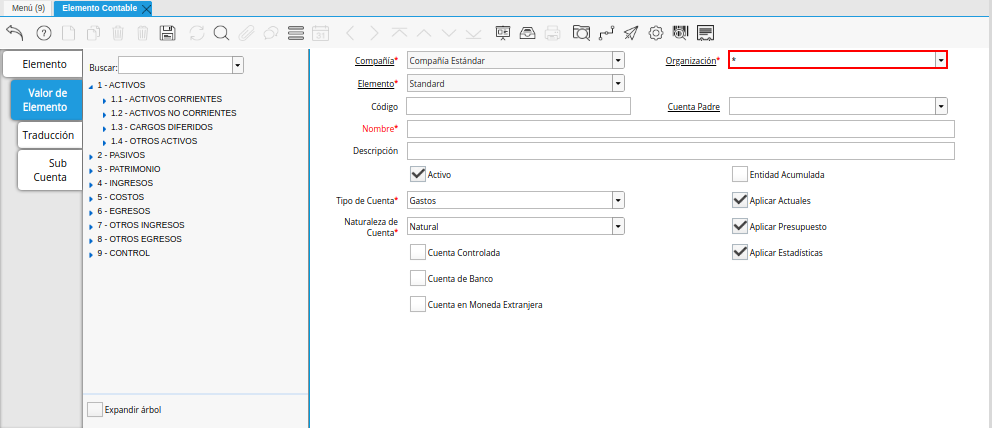 Menú (9)
Elemento Contable
Elemento
Valor de
Elemento
Traducción
Sub
Cuenta
Buscar:
1 - ACTIVOS
1.1 - ACTIVOS CORRIENTES
1.2 - ACTIVOS NO CORRIENTES
1.3 - CARGOS DIFERIDOS
1.4 - OTROS ACTIVOS
2 - PASIVOS
3 - PATRIMONIO
4 - INGRESOS
5 - COSTOS
6 - EGRESOS
7 - OTROS INGRESOS
8 - OTROS EGRESOS
9 - CONTROL
Expandir árbol
Compañía* Compañía Estándar Organización* *
Elemento* Standard
Código Cuenta Padre
Nombre*
Descripción
Activo Entidad Acumulada
Tipo de Cuenta* Gastos Aplicar Actuales
Naturaleza de
Cuenta* Natural Aplicar Presupuesto
Cuenta Controlada Aplicar Estadísticas
Cuenta de Banco
Cuenta en Moneda Extranjera